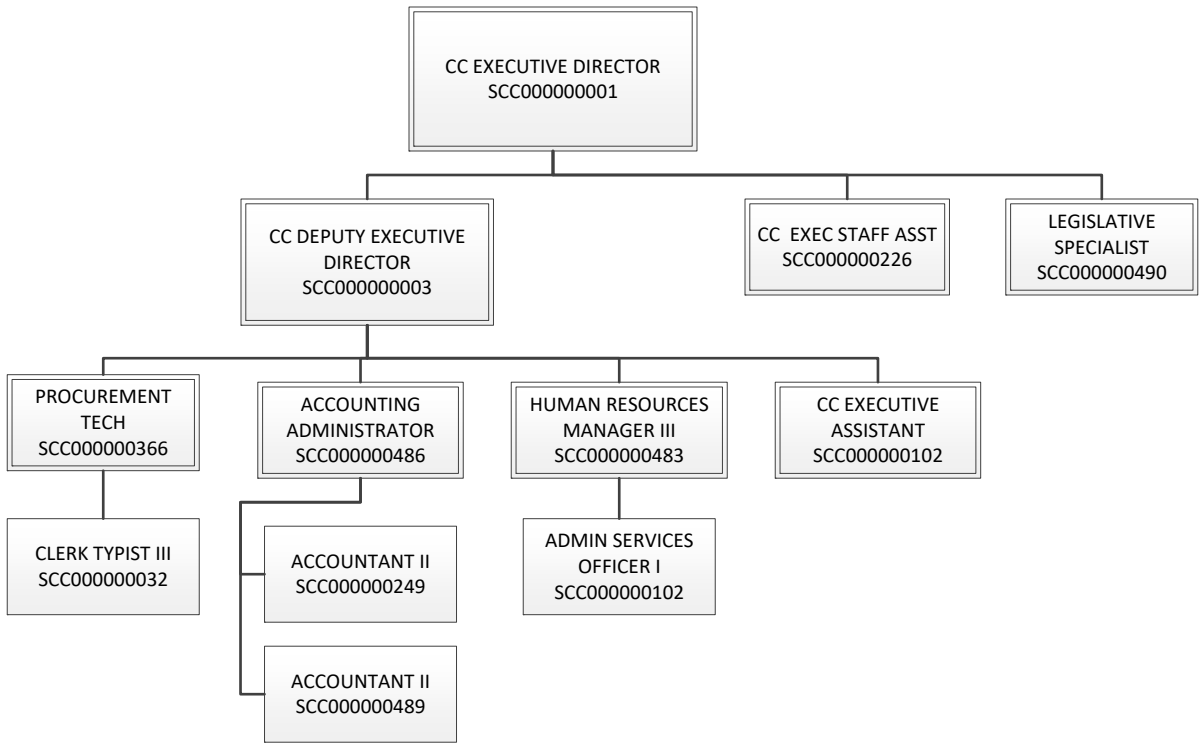 CC EXECUTIVE DIRECTOR
SCC000000001
CC DEPUTY EXECUTIVE
DIRECTOR
SCC000000003
CC  EXEC STAFF ASST
SCC000000226
LEGISLATIVE
SPECIALIST
SCC000000490
PROCUREMENT
TECH
SCC000000366
ACCOUNTING
ADMINISTRATOR
SCC000000486
HUMAN RESOURCES
MANAGER III
SCC000000483
CC EXECUTIVE
ASSISTANT
SCC000000102
CLERK TYPIST III
SCC000000032
ACCOUNTANT II
SCC000000249
ADMIN SERVICES
OFFICER I
SCC000000102
ACCOUNTANT II
SCC000000489